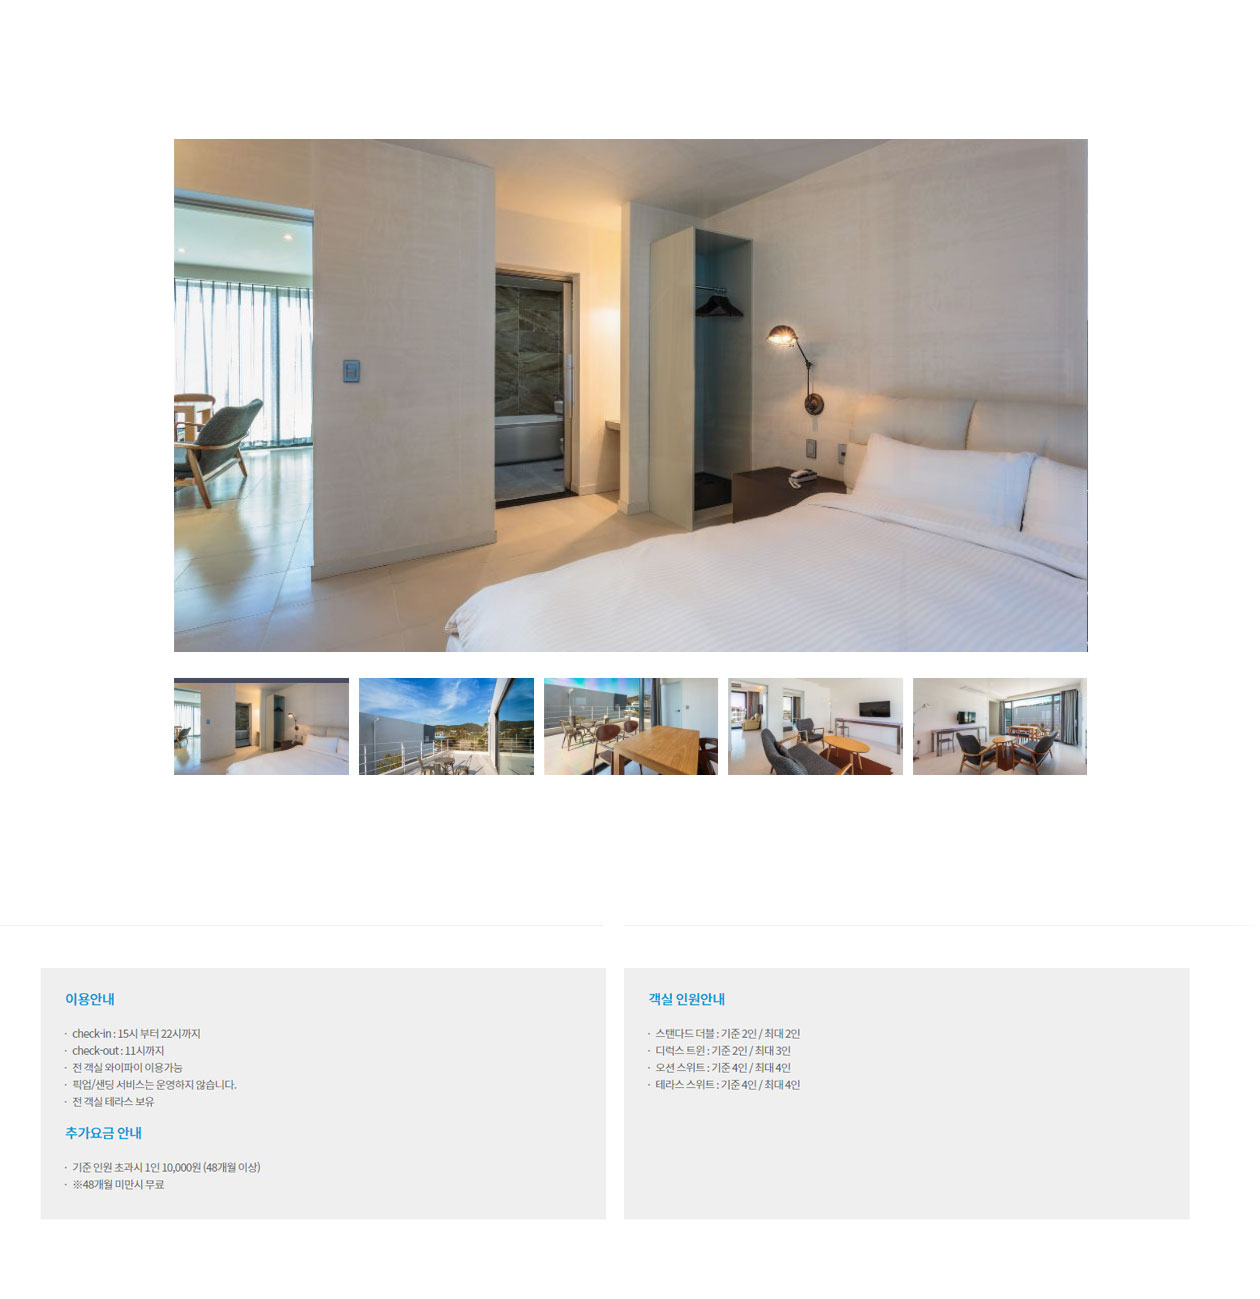 이용안내
· check-in : 15시 부터 22시까지
· check-out : 11시까지
· 전 객실 와이파이 이용가능
· 픽업/샌딩 서비스는 운영하지 않습니다.
· 전 객실 테라스 보유
추가요금 안내
· 기준 인원 초과시 1인 10,000원 (48개월 이상)
· ※48개월 미만시 무료
객실 인원안내
· 스탠다드 더블 : 기준 2인 / 최대 2인
· 디럭스 트윈 : 기준 2인 / 최대 3인
· 오션 스위트 : 기준 4인 / 최대 4인
· 테라스 스위트 : 기준 4인 / 최대 4인